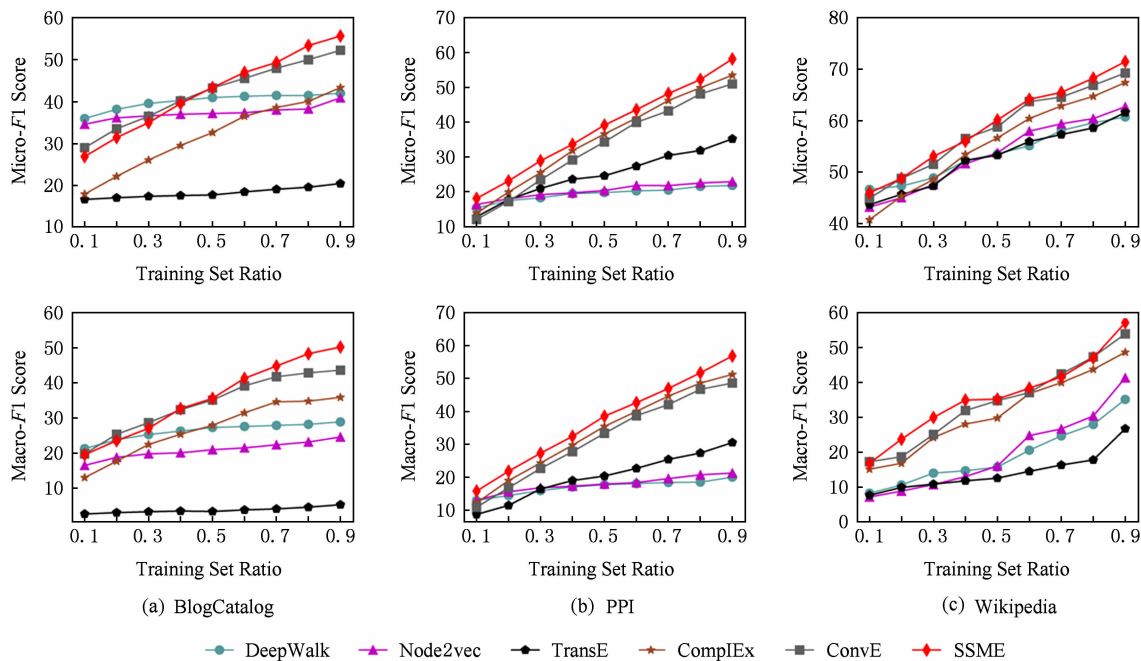 60
50
40
30
20
10
Micro-F1 Score
0. 1 0. 3 0. 5 0. 7 0. 9
Training Set Ratio
70
60
50
40
30
20
10
Micro-F1 Score
0. 1 0. 3 0. 5 0. 7 0. 9
Training Set Ratio
80
70
60
50
40
Micro-F1 Score
0. 1 0. 3 0. 5 0. 7 0. 9
Training Set Ratio
60
50
40
30
20
10
Macro-F1 Score
0. 1 0. 3 0. 5 0. 7 0. 9
Training Set Ratio
(a) BlogCatalog
70
60
50
40
30
20
10
Macro-F1 Score
0. 1 0. 3 0. 5 0. 7 0. 9
Training Set Ratio
(b) PPI
60
50
40
30
20
10
0
Macro-F1 Score
0. 1 0. 3 0. 5 0. 7 0. 9
Training Set Ratio
(c) Wikipedia
DeepWalk Node2vec TransE CompIEx ConvE SSME